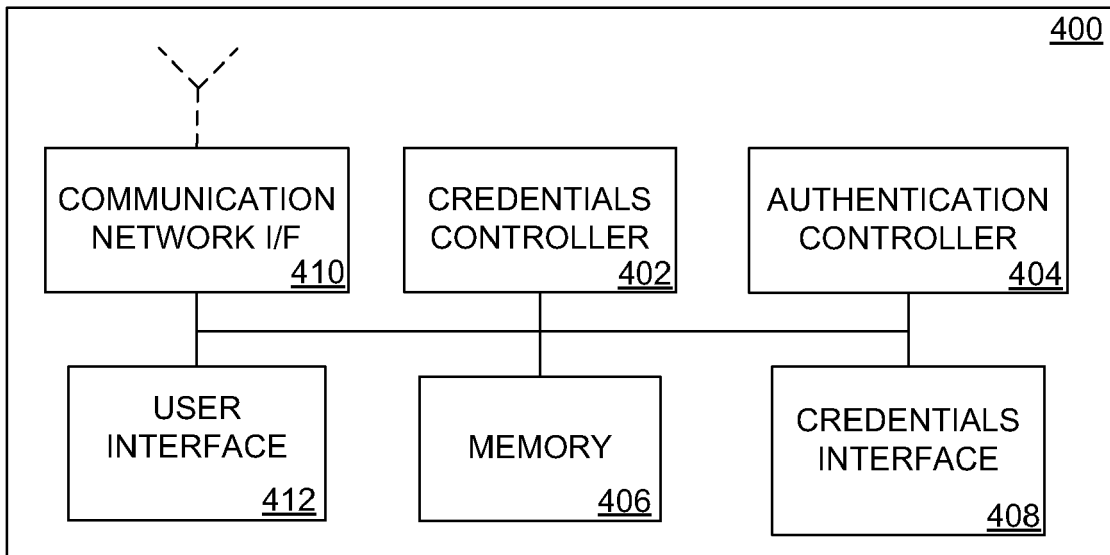 400
COMMUNICATION
NETWORK I/F
410
CREDENTIALS
CONTROLLER
402
AUTHENTICATION
CONTROLLER
404
USER
INTERFACE
412
MEMORY
406
CREDENTIALS
INTERFACE
408